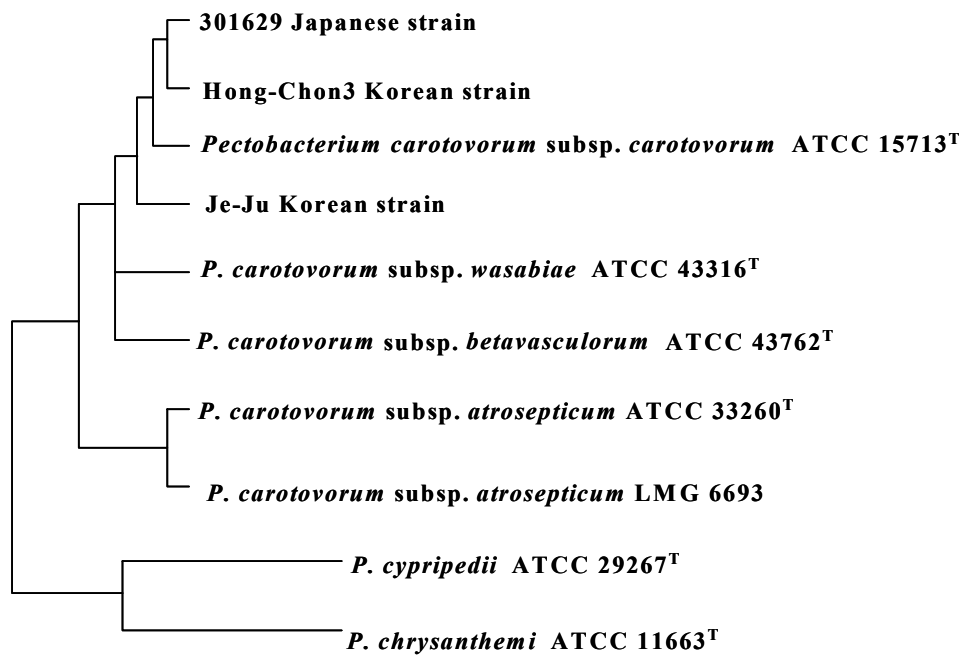 301629 Japanese strain
Hong-Chon3 Korean strain
Pectobacterium carotovorum subsp. carotovorum ATCC 15713ᵀ
Je-Ju Korean strain
P. carotovorum subsp. wasabiae ATCC 43316ᵀ
P. carotovorum subsp. betavasculorum ATCC 43762ᵀ
P. carotovorum subsp. atrosepticum ATCC 33260ᵀ
P. carotovorum subsp. atrosepticum LMG 6693
P. cypripedii ATCC 29267ᵀ
P. chrysanthemi ATCC 11663ᵀ